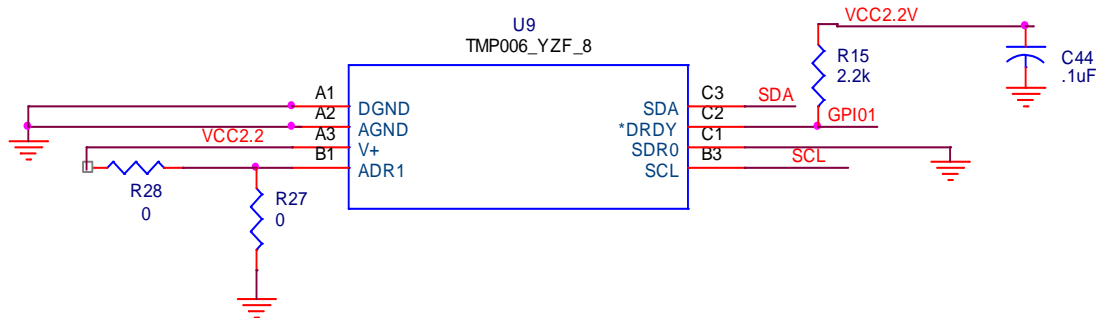 VCC2.2V
U9
TMP006_YZF_8
R15
2.2k
C44
.1uF
A1
DGND
A2
AGND
VCC2.2
A3
V+
B1
ADR1
C3
SDA
SDA
C2
*DRDY
GPI01
C1
SDR0
B3
SCL
SCL
R28
0
R27
0